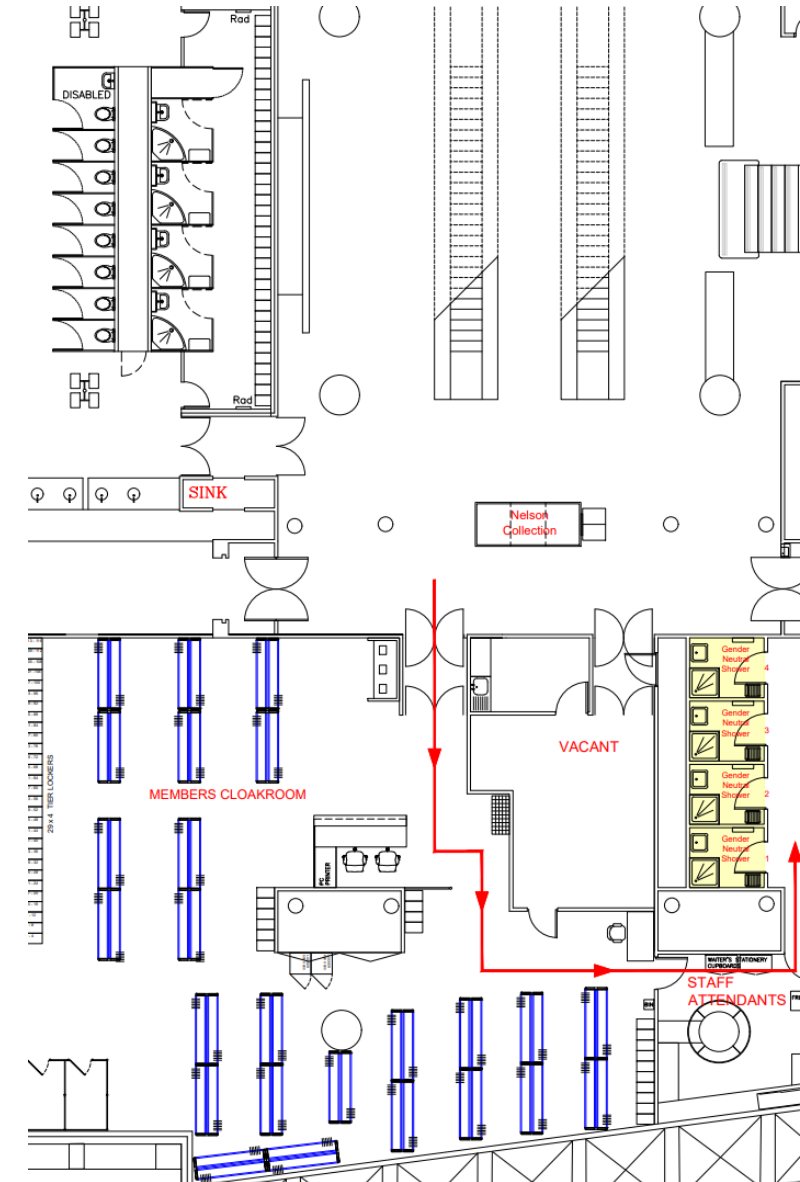 Rad
DISABLED
Rad
SINK
Nelson
Collection
Gender
Neutral
Shower
4
Gender
Neutral
Shower
3
VACANT
29 x 4 TIER LOCKERS
MEMBERS CLOAKROOM
Gender
Neutral
Shower
2
Gender
Neutral
Shower
1
PC
PRINTER
WAITER'S STATIONERY
CUPBOARDS
STAFF
ATTENDANTS
BIN